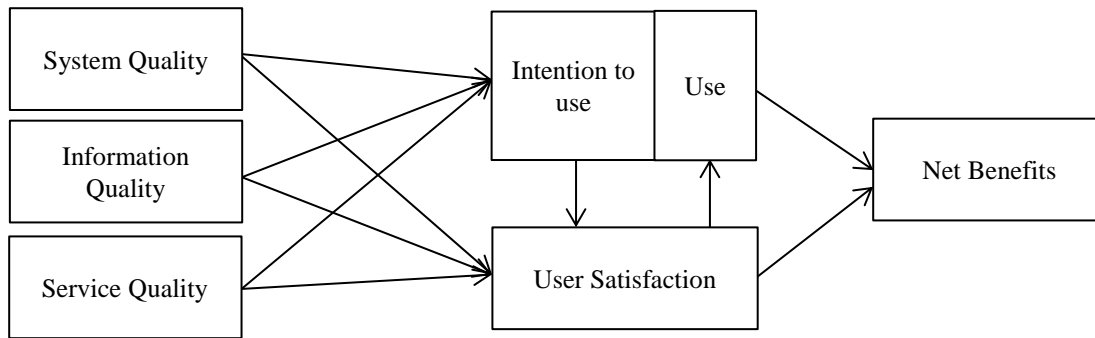 System Quality
Information
Quality
Service Quality
Intention to
use
Use
User Satisfaction
Net Benefits